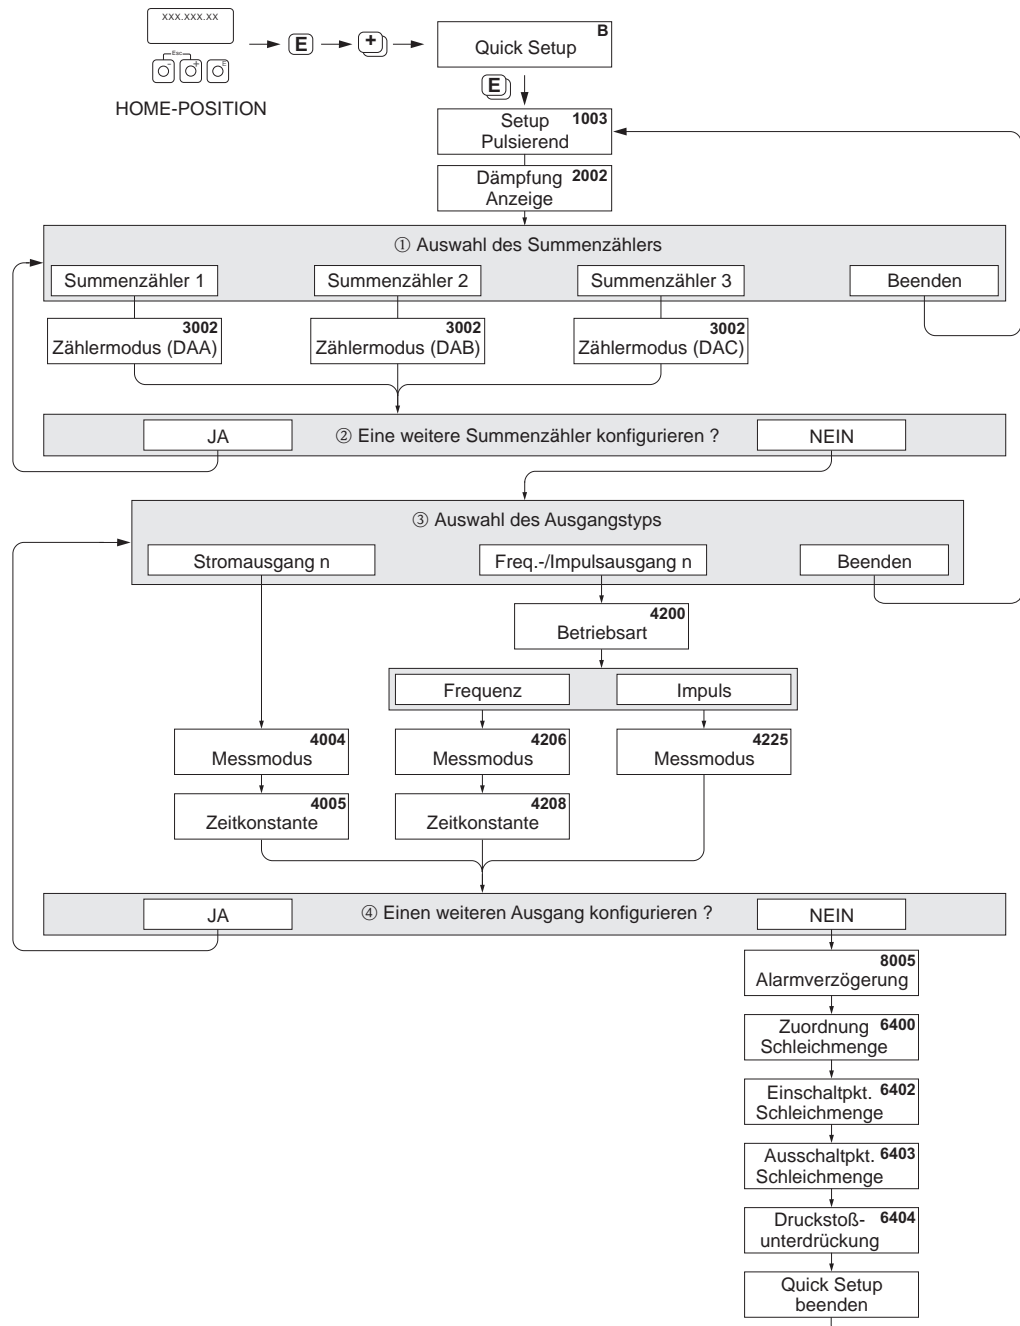 xxx.xxx.xx
Esc
-
+
E
HOME-POSITION
E
+
B
Quick Setup
E
Setup 1003
Pulsierend
Dämpfung 2002
Anzeige
① Auswahl des Summenzählers
Summenzähler 1
Summenzähler 2
Summenzähler 3
Beenden
3002
Zählermodus (DAA)
3002
Zählermodus (DAB)
3002
Zählermodus (DAC)
JA
② Eine weitere Summenzähler konfigurieren ?
NEIN
③ Auswahl des Ausgangstyps
Stromausgang n
Freq.-/Impulsausgang n
Beenden
4200
Betriebsart
Frequenz
Impuls
4004
Messmodus
4206
Messmodus
4225
Messmodus
4005
Zeitkonstante
4208
Zeitkonstante
JA
④ Einen weiteren Ausgang konfigurieren ?
NEIN
8005
Alarmverzögerung
Zuordnung 6400
Schleichmenge
Einschaltpkt. 6402
Schleichmenge
Ausschaltpkt. 6403
Schleichmenge
Druckstoß- 6404
unterdrückung
Quick Setup
beenden